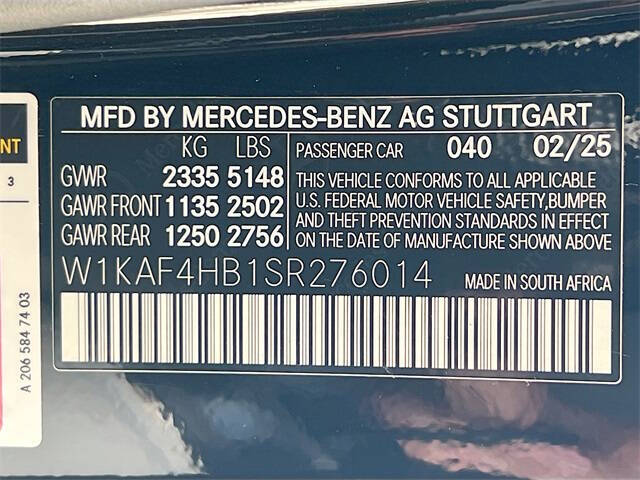 MFD BY MERCEDES-BENZ AG STUTTGART
KG LBS
PASSENGER CAR 040 02/25
GVWR 2335 5148
GAWR FRONT 1135 2502
GAWR REAR 1250 2756
THIS VEHICLE CONFORMS TO ALL APPLICABLE
U.S. FEDERAL MOTOR VEHICLE SAFETY,BUMPER
AND THEFT PREVENTION STANDARDS IN EFFECT
ON THE DATE OF MANUFACTURE SHOWN ABOVE
W1KAF4HB1SR276014
MADE IN SOUTH AFRICA
3
A 206 584 74 03